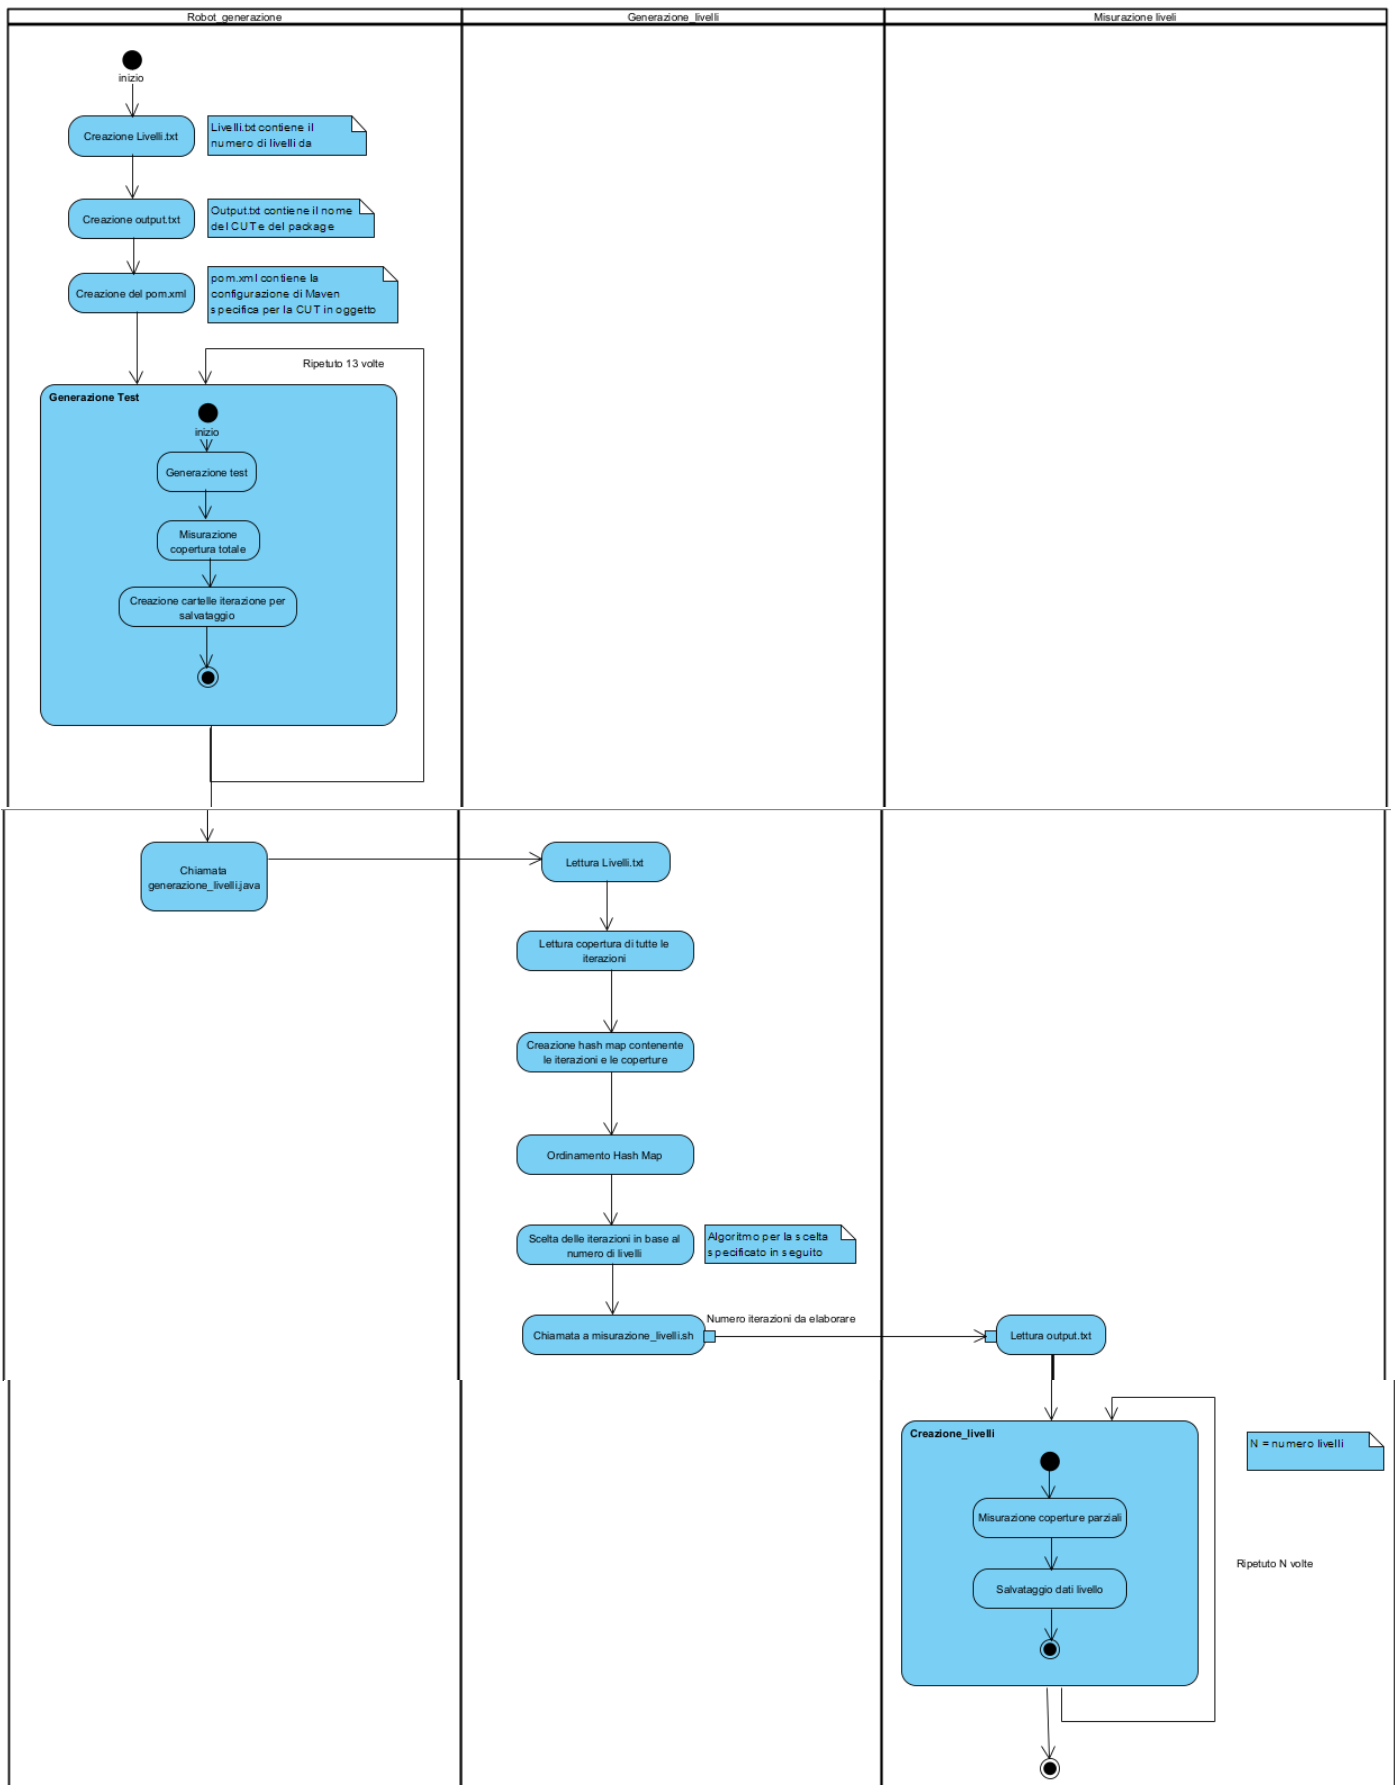 Robot_generazione
Generazione_livelli
Misurazione liveli
inizio
Creazione Livelli.txt
Livelli.txt contiene il
numero di livelli da
Creazione output.txt
Output.txt contiene il nome
del CUT e del package
Creazione del pom.xml
pom.xml contiene la
configurazione di Maven
specifica per la CUT in oggetto
Ripetuto 13 volte
Generazione Test
inizio
Generazione test
Misurazione
copertura totale
Creazione cartelle iterazione per
salvataggio
Chiamata
generazione_livelli.java
Lettura Livelli.txt
Lettura copertura di tutte le
iterazioni
Creazione hash map contenente
le iterazioni e le coperture
Ordinamento Hash Map
Scelta delle iterazioni in base al
numero di livelli
Algoritmo per la scelta
specificato in seguito
Chiamata a misurazione_livelli.sh
Numero iterazioni da elaborare
Lettura output.txt
Creazione_livelli
N = numero livelli
Misurazione coperture parziali
Ripetuto N volte
Salvataggio dati livello